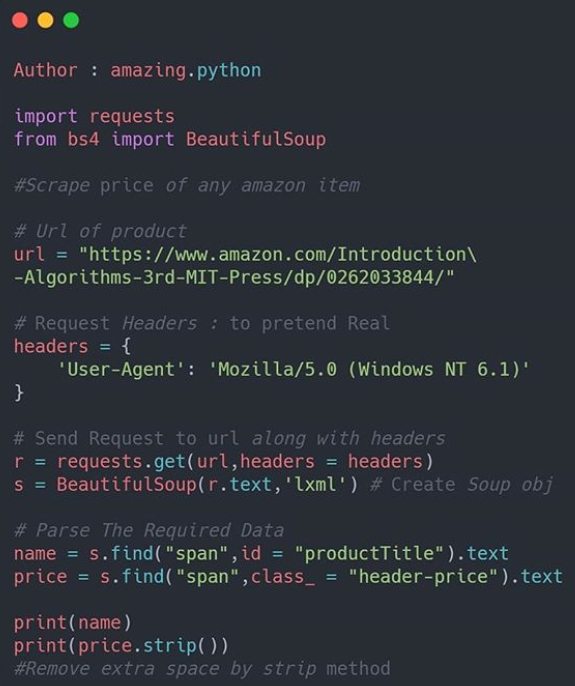 Author : amazing.python
import requests
from bs4 import BeautifulSoup
#Scrape price of any amazon item
# Url of product
url = "https://www.amazon.com/Introduction\
-Algorithms-3rd-MIT-Press/dp/0262033844/"
# Request Headers : to pretend Real
headers = {
    'User-Agent': 'Mozilla/5.0 (Windows NT 6.1)'
}
# Send Request to url along with headers
r = requests.get(url,headers = headers)
s = BeautifulSoup(r.text,'lxml') # Create Soup obj
# Parse The Required Data
name = s.find("span",id = "productTitle").text
price = s.find("span",class_ = "header-price").text
print(name)
print(price.strip())
#Remove extra space by strip method